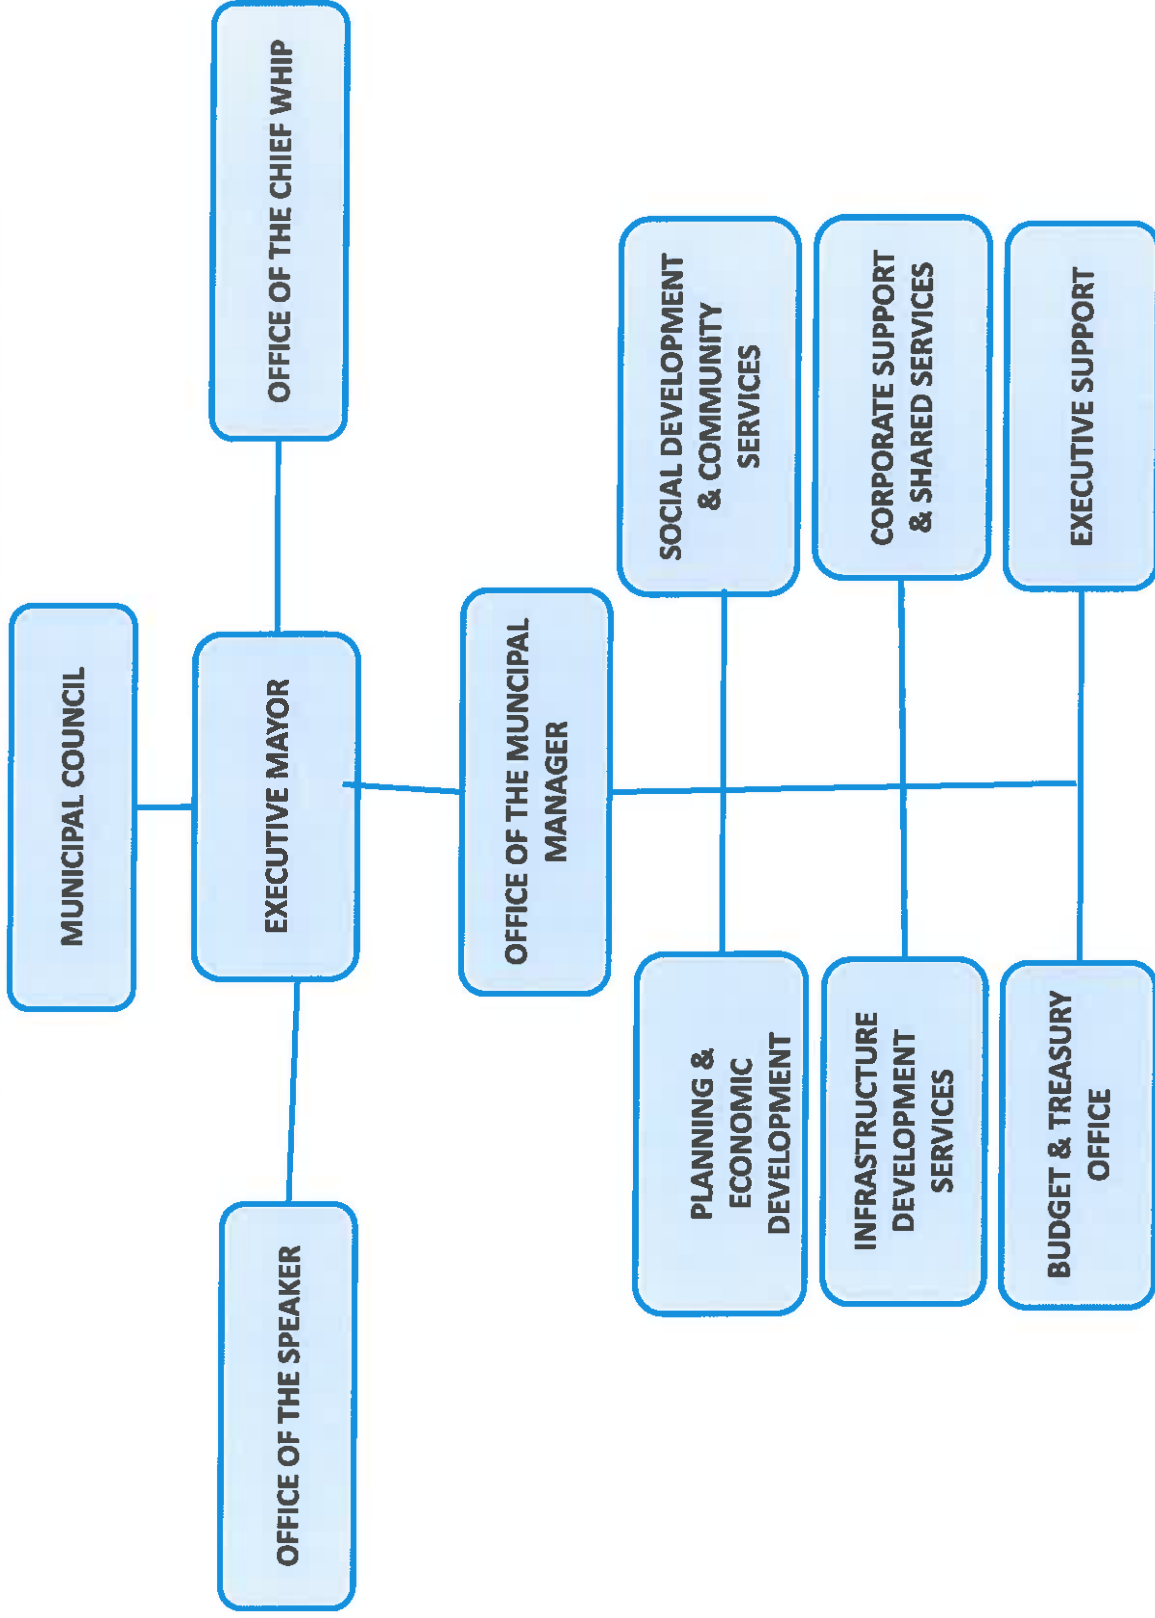 MUNICIPAL COUNCIL
OFFICE OF THE SPEAKER
EXECUTIVE MAYOR
OFFICE OF THE CHIEF WHIP
OFFICE OF THE MUNCIPAL
MANAGER
PLANNING &
ECONOMIC
DEVELOPMENT
SOCIAL DEVELOPMENT
& COMMUNITY
SERVICES
INFRASTRUCTURE
DEVELOPMENT
SERVICES
CORPORATE SUPPORT
& SHARED SERVICES
BUDGET & TREASURY
OFFICE
EXECUTIVE SUPPORT